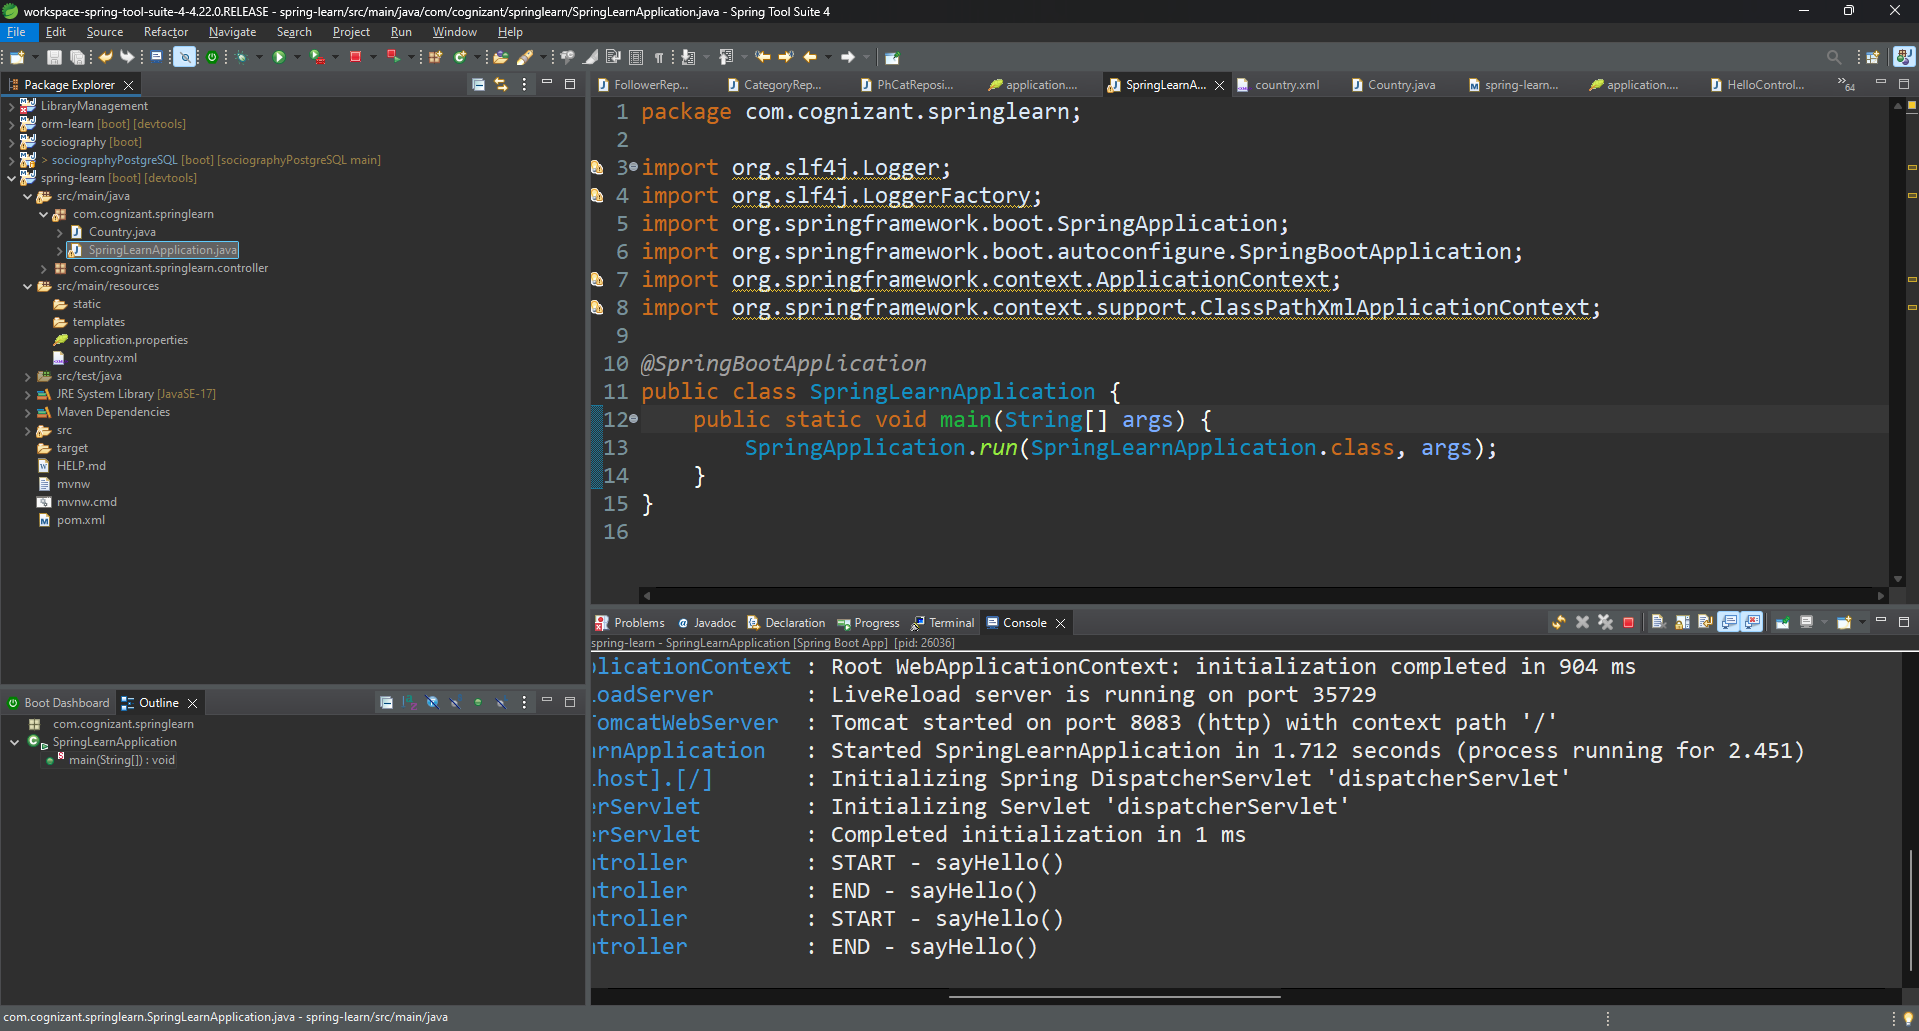 workspace-spring-tool-suite-4-4.22.0.RELEASE - spring-learn/src/main/java/com/cognizant/springlearn/SpringLearnApplication.java - Spring Tool Suite 4
File Edit Source Refactor Navigate Search Project Run Window Help
Package Explorer
LibraryManagement
orm-learn [boot] [devtools]
sociography [boot]
> sociographyPostgreSQL [boot] [sociographyPostgreSQL main]
spring-learn [boot] [devtools]
src/main/java
com.cognizant.springlearn
Country.java
SpringLearnApplication.java
com.cognizant.springlearn.controller
src/main/resources
static
templates
application.properties
country.xml
src/test/java
JRE System Library [JavaSE-17]
Maven Dependencies
src
target
HELP.md
mvnw
mvnw.cmd
pom.xml
Boot Dashboard Outline
com.cognizant.springlearn
SpringLearnApplication
main(String[]) : void
FollowerRep... CategoryRep... PhCatReposi... application.... SpringLearnA... country.xml Country.java spring-learn... application.... HelloControl... »64
1 package com.cognizant.springlearn;
2
3 import org.slf4j.Logger;
4 import org.slf4j.LoggerFactory;
5 import org.springframework.boot.SpringApplication;
6 import org.springframework.boot.autoconfigure.SpringBootApplication;
7 import org.springframework.context.ApplicationContext;
8 import org.springframework.context.support.ClassPathXmlApplicationContext;
9
10 @SpringBootApplication
11 public class SpringLearnApplication {
12 public static void main(String[] args) {
13 SpringApplication.run(SpringLearnApplication.class, args);
14 }
15 }
16
Problems Javadoc Declaration Progress Terminal Console
spring-learn - SpringLearnApplication [Spring Boot App] [pid: 26036]
plicationContext : Root WebApplicationContext: initialization completed in 904 ms
LoadServer : LiveReload server is running on port 35729
TomcatWebServer : Tomcat started on port 8083 (http) with context path '/'
arnApplication : Started SpringLearnApplication in 1.712 seconds (process running for 2.451)
lhost].[/] : Initializing Spring DispatcherServlet 'dispatcherServlet'
erServlet : Initializing Servlet 'dispatcherServlet'
erServlet : Completed initialization in 1 ms
ntroller : START - sayHello()
ntroller : END - sayHello()
ntroller : START - sayHello()
ntroller : END - sayHello()
com.cognizant.springlearn.SpringLearnApplication.java - spring-learn/src/main/java